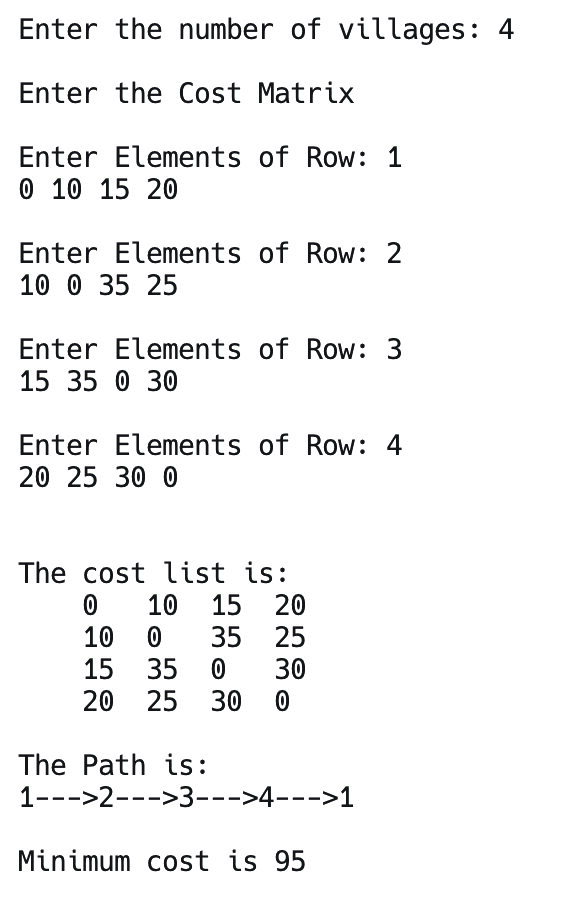 Enter the number of villages: 4
Enter the Cost Matrix
Enter Elements of Row: 1
0 10 15 20
Enter Elements of Row: 2
10 0 35 25
Enter Elements of Row: 3
15 35 0 30
Enter Elements of Row: 4
20 25 30 0
The cost list is:
0 10 15 20
10 0 35 25
15 35 0 30
20 25 30 0
The Path is:
1--->2--->3--->4--->1
Minimum cost is 95